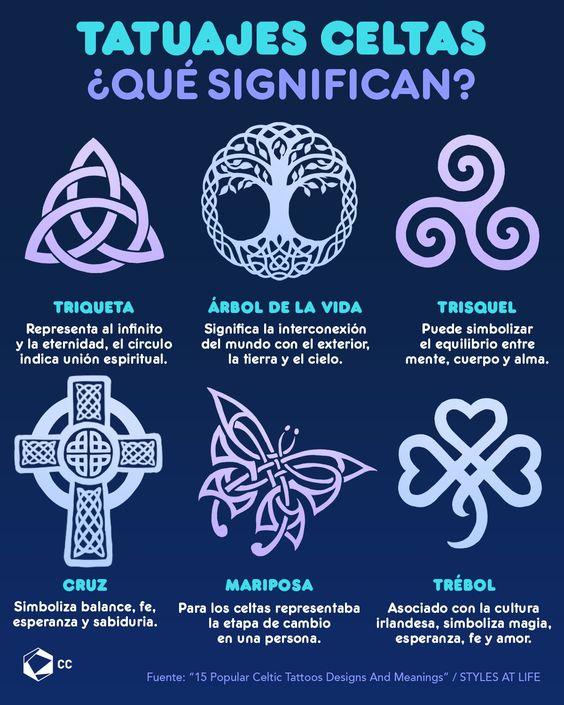 TATUAJES CELTAS
¿QUÉ SIGNIFICAN?
TRIQUETA
Representa al infinito
y la eternidad, el círculo
indica unión espiritual.
ÁRBOL DE LA VIDA
Significa la interconexión
del mundo con el exterior,
la tierra y el cielo.
TRISQUEL
Puede simbolizar
el equilibrio entre
mente, cuerpo y alma.
CRUZ
Simboliza balance, fe,
esperanza y sabiduria.
MARIPOSA
Para los celtas representaba
la etapa de cambio
en una persona.
TRÉBOL
Asociado con la cultura
irlandesa, simboliza magia,
esperanza, fe y amor.
CC
Fuente: “15 Popular Celtic Tattoos Designs And Meanings” / STYLES AT LIFE